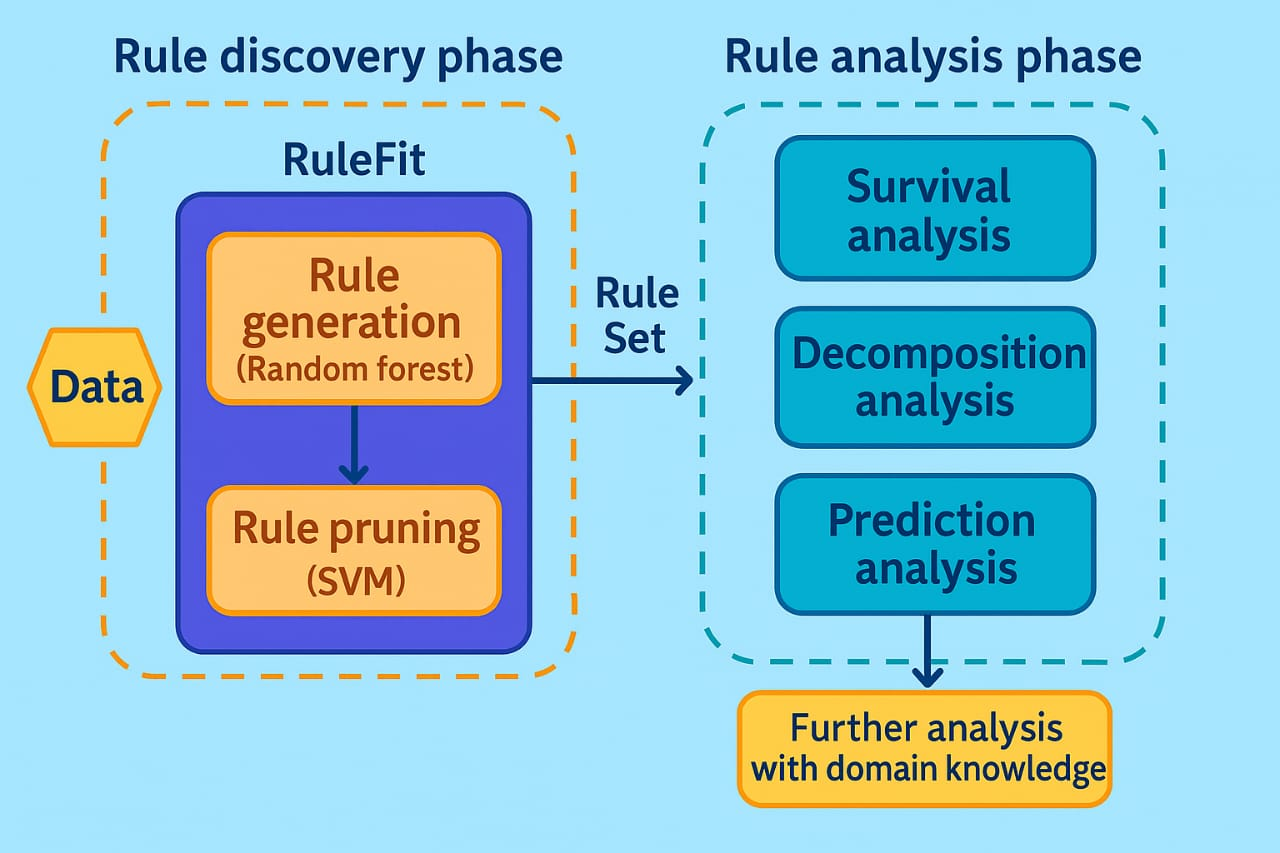 Rule discovery phase
RuleFit
Data
Rule
generation
(Random forest)
Rule pruning
(SVM)
Rule
Set
Rule analysis phase
Survival
analysis
Decomposition
analysis
Prediction
analysis
Further analysis
with domain knowledge